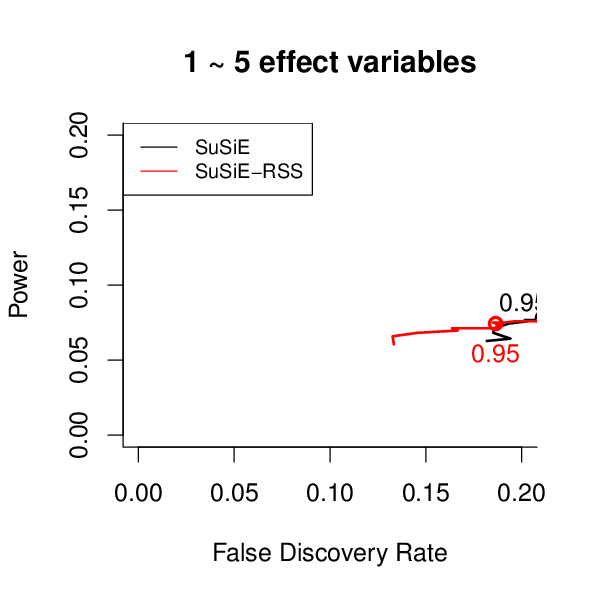 1 ~ 5 effect variables
SuSiE
SuSiE−RSS
Power
0.20
0.15
0.10
0.05
0.00
0.95
0.00 0.05 0.10 0.15 0.20
False Discovery Rate